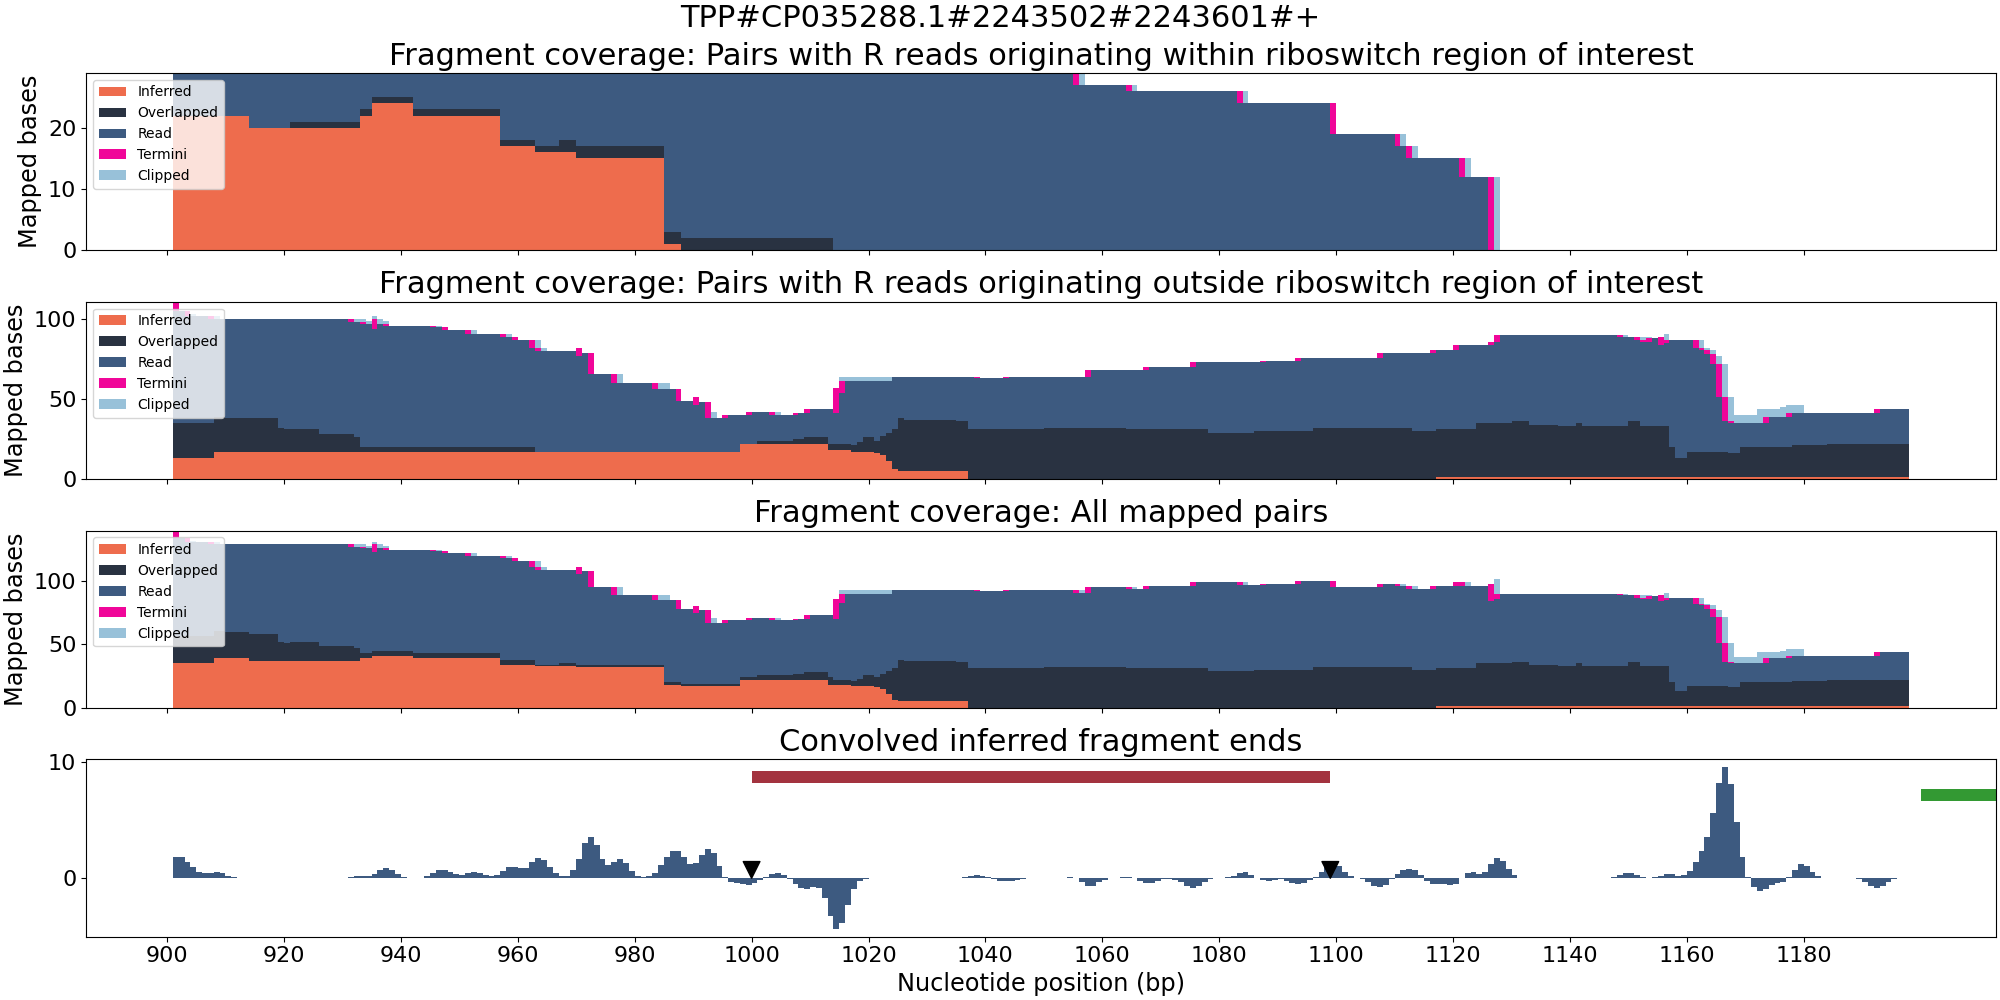 TPP#CP035288.1#2243502#2243601#+
Fragment coverage: Pairs with R reads originating within riboswitch region of interest
Mapped bases
20
10
0
Inferred
Overlapped
Read
Termini
Clipped
Fragment coverage: Pairs with R reads originating outside riboswitch region of interest
Mapped bases
100
50
0
Inferred
Overlapped
Read
Termini
Clipped
Fragment coverage: All mapped pairs
Mapped bases
100
50
0
Inferred
Overlapped
Read
Termini
Clipped
Convolved inferred fragment ends
10
0
900 920 940 960 980 1000 1020 1040 1060 1080 1100 1120 1140 1160 1180
Nucleotide position (bp)